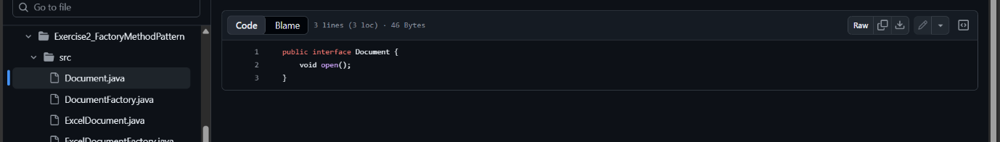 Go to file
Exercise2_FactoryMethodPattern
src
Document.java
DocumentFactory.java
ExcelDocument.java
ExcelDocumentFactory.java
Code Blame 3 lines (3 loc) · 46 Bytes Raw
1 public interface Document {
2 void open();
3 }